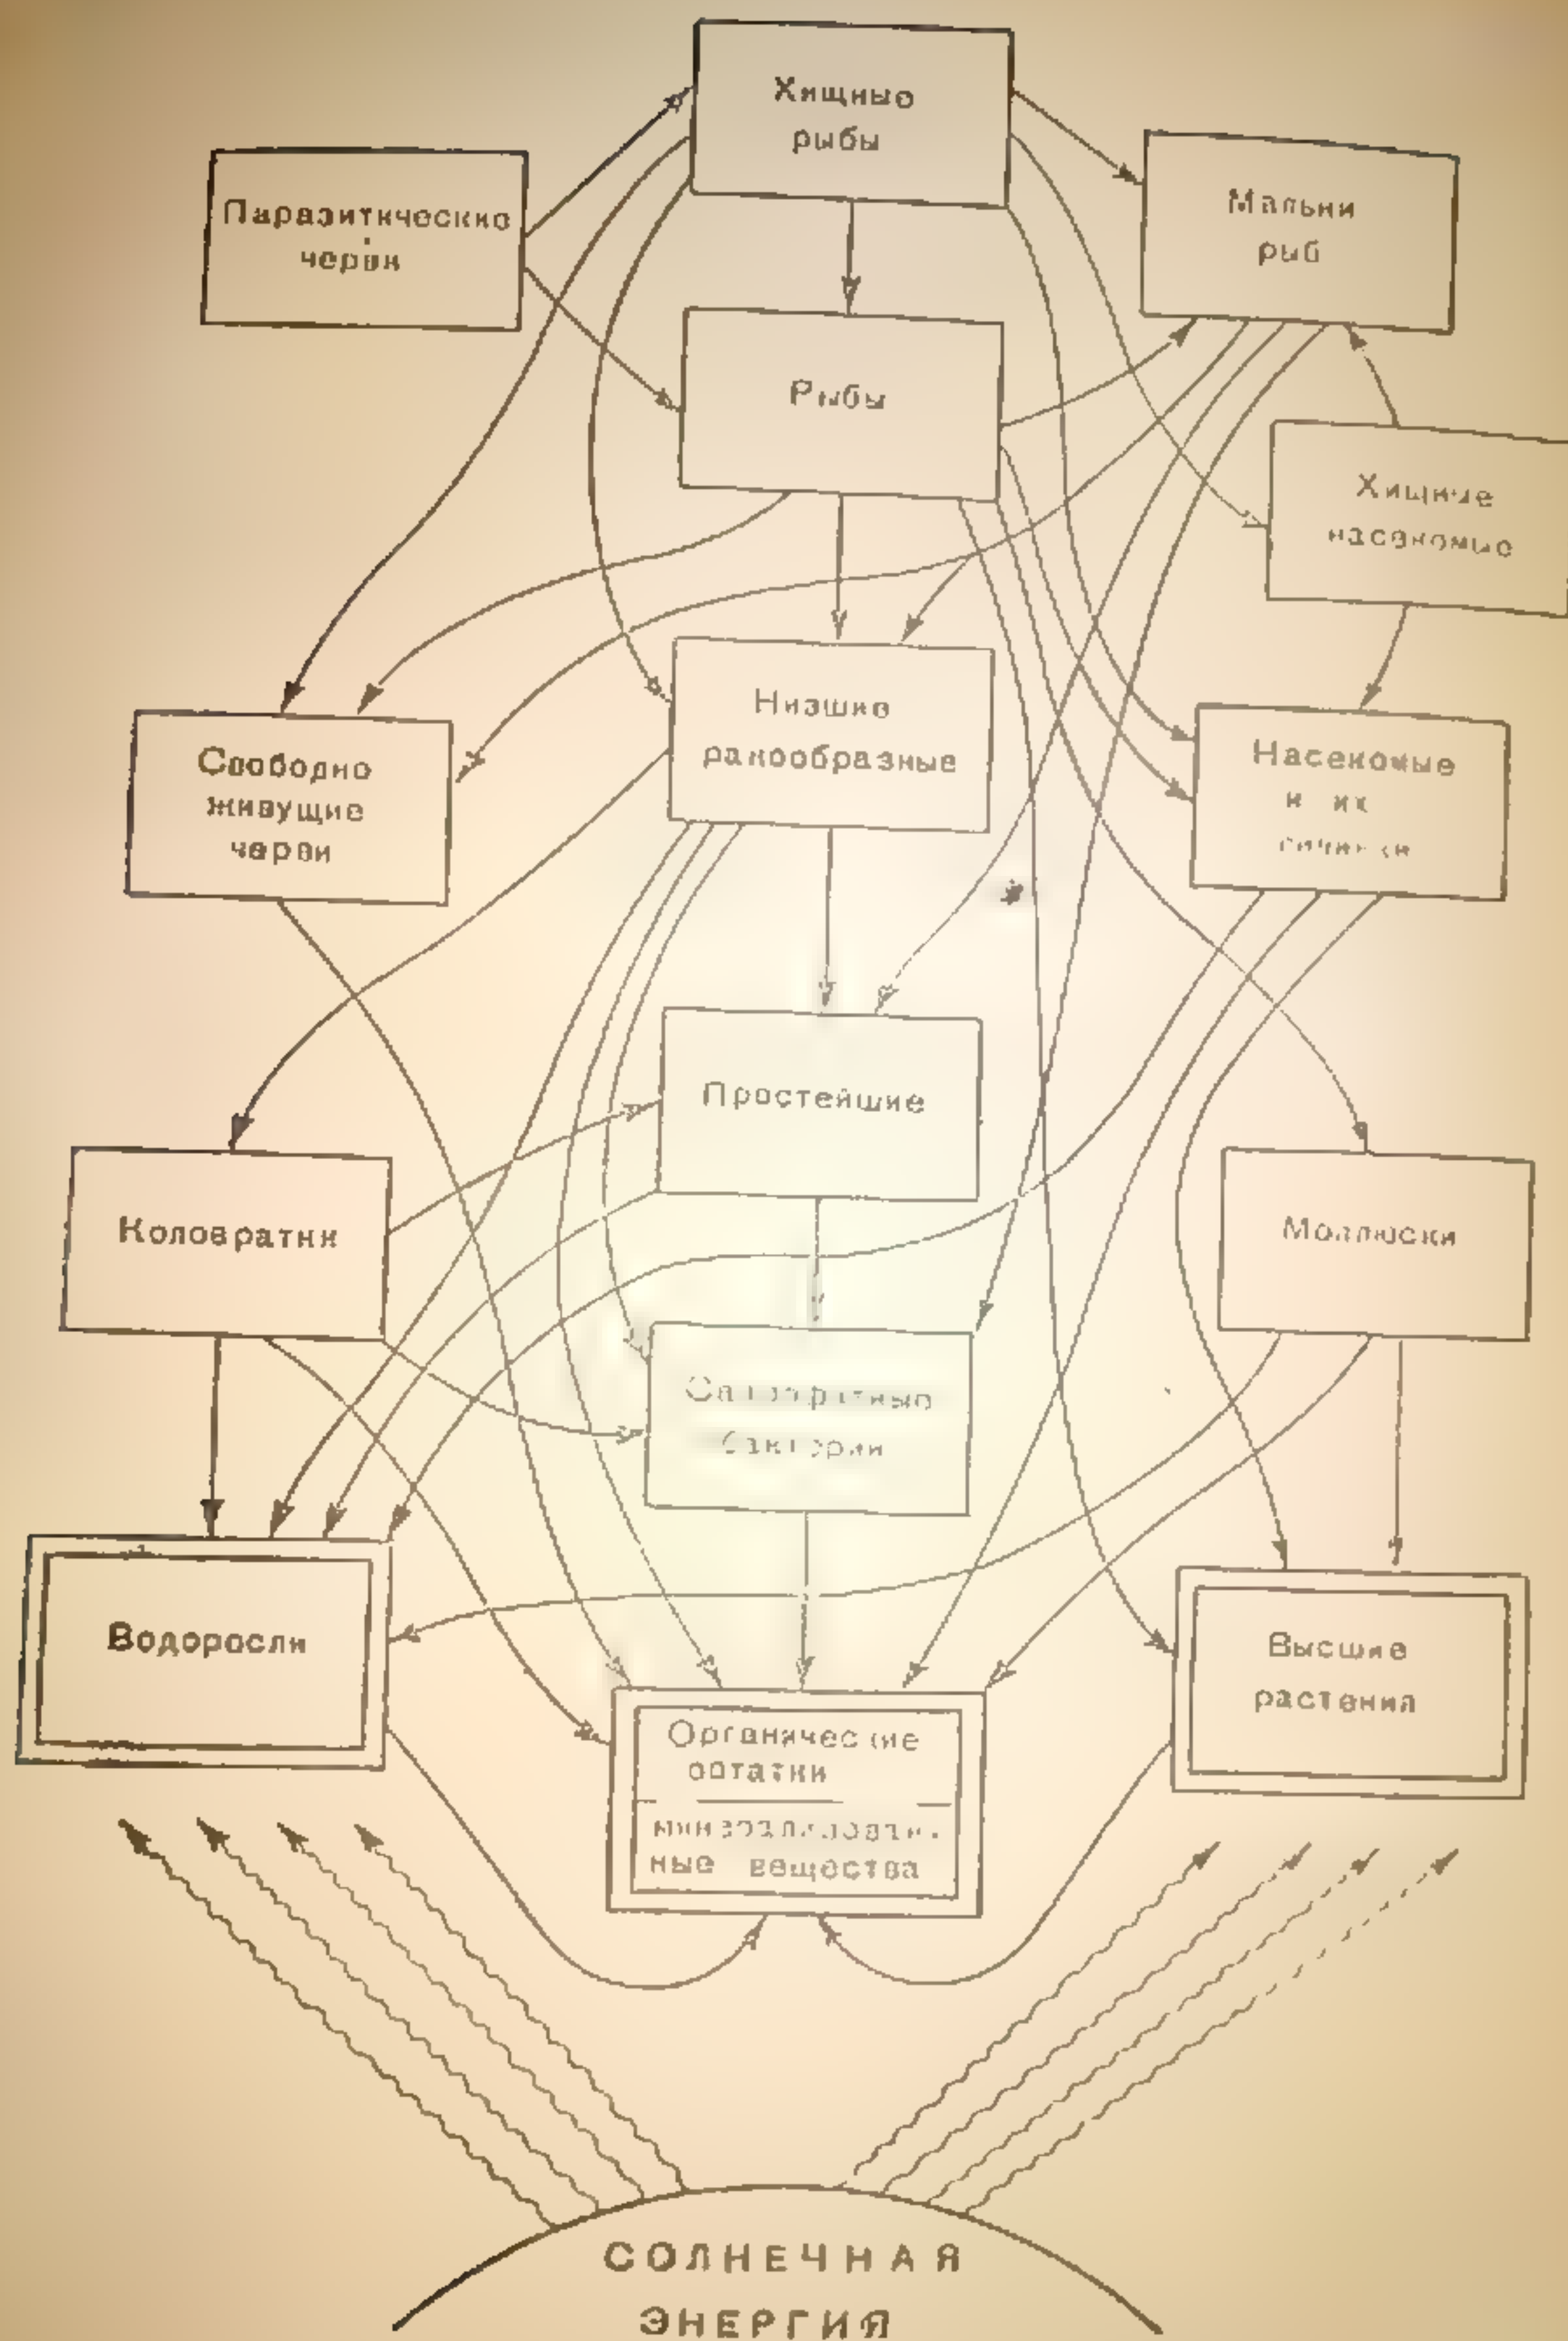 Хищные
рыбы
Паразитические
черви
Мальки
рыб
Рыбы
Хищные
насекомые
Низшие
ракообразные
Свободно
живущие
черви
Насекомые
и их
Простейшие
Коловратки
Моллюски
бактерии
Водоросли
Высшие
растения
Органические
остатки
ные вещества
СОЛНЕЧНАЯ
ЭНЕРГИЯ